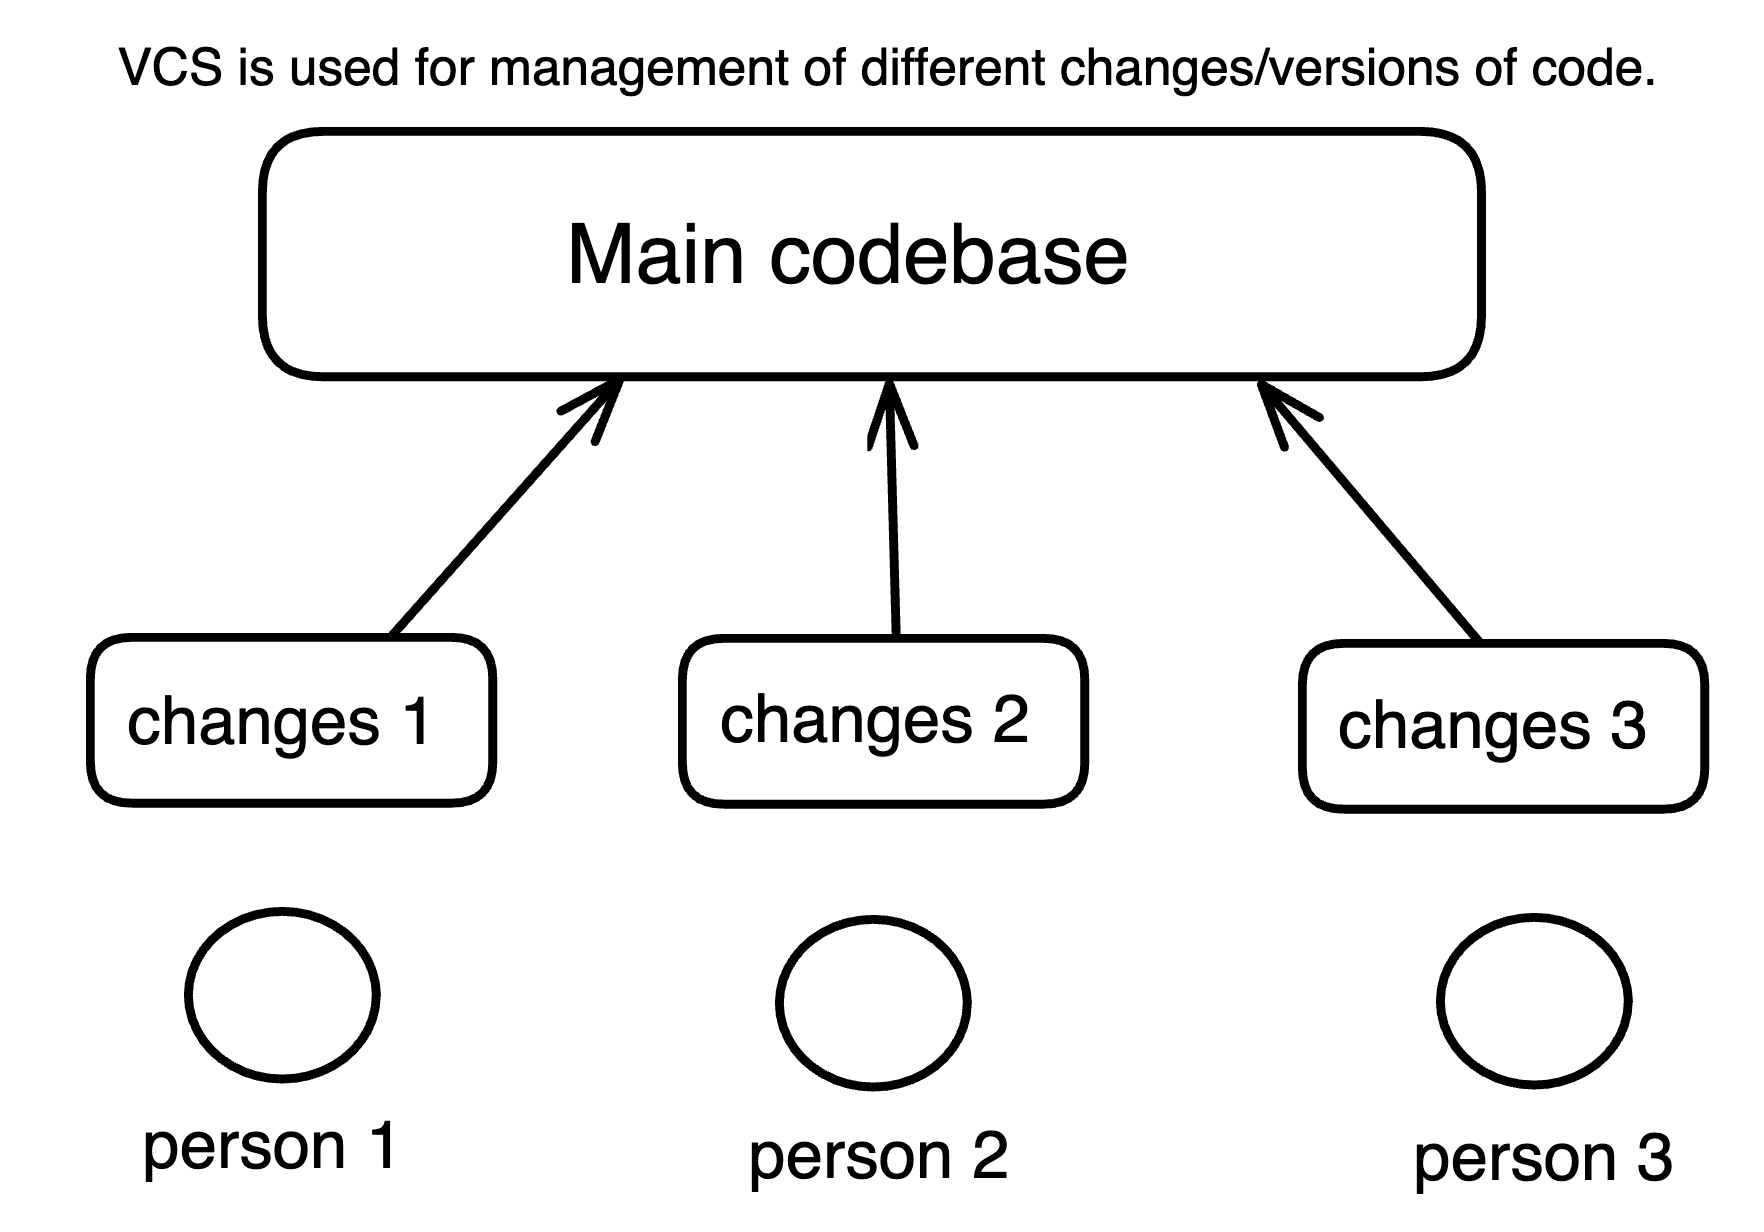 VCS is used for management of different changes/versions of code.
Main codebase
changes 1
changes 2
changes 3
person 1
person 2
person 3